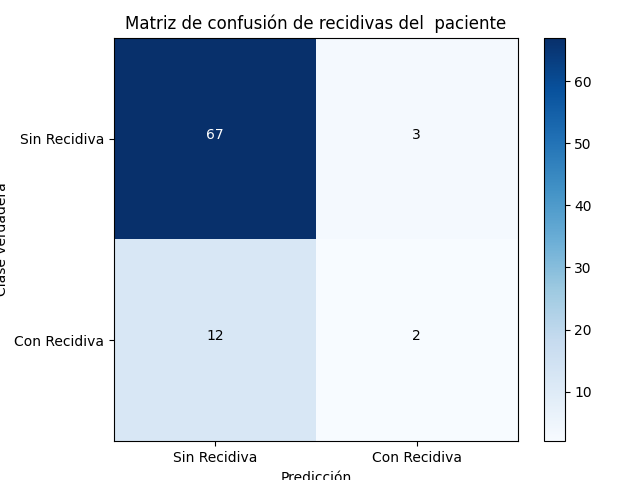 Matriz de confusión de recidivas del  paciente
Sin Recidiva
67
3
Con Recidiva
12
2
Sin Recidiva
Con Recidiva
Predicción
Clase verdadera
60
50
40
30
20
10